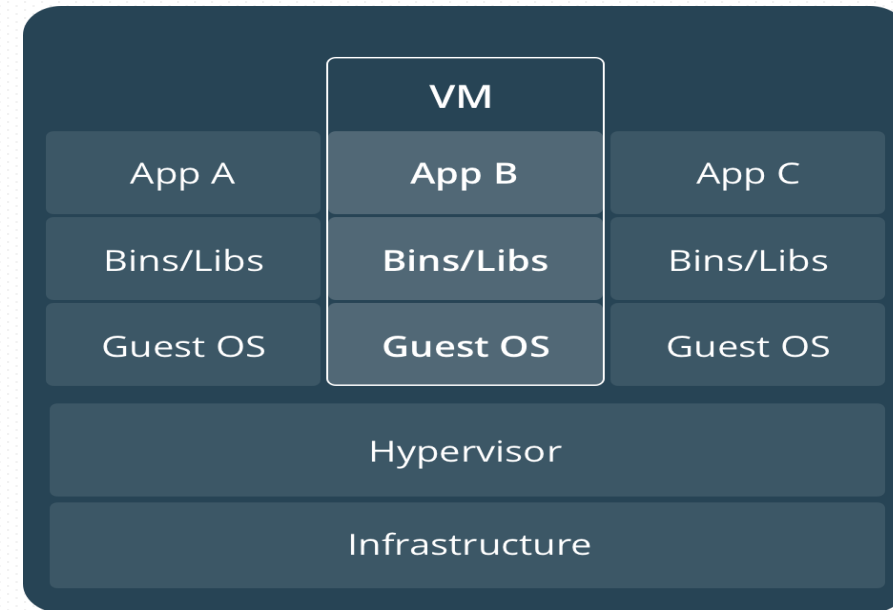 VM
App A App B App C
Bins/Libs Bins/Libs Bins/Libs
Guest OS Guest OS Guest OS
Hypervisor
Infrastructure